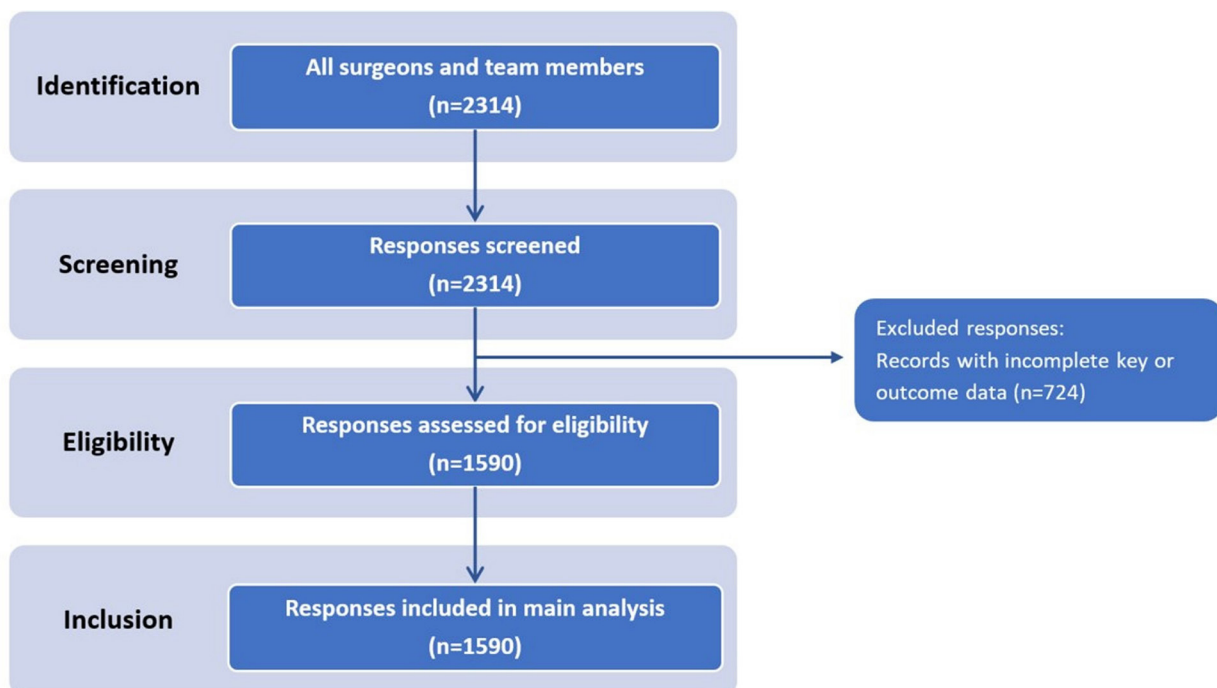 Identification
All surgeons and team members
(n=2314)
Screening
Responses screened
(n=2314)
Excluded responses:
Records with incomplete key or
outcome data (n=724)
Eligibility
Responses assessed for eligibility
(n=1590)
Inclusion
Responses included in main analysis
(n=1590)